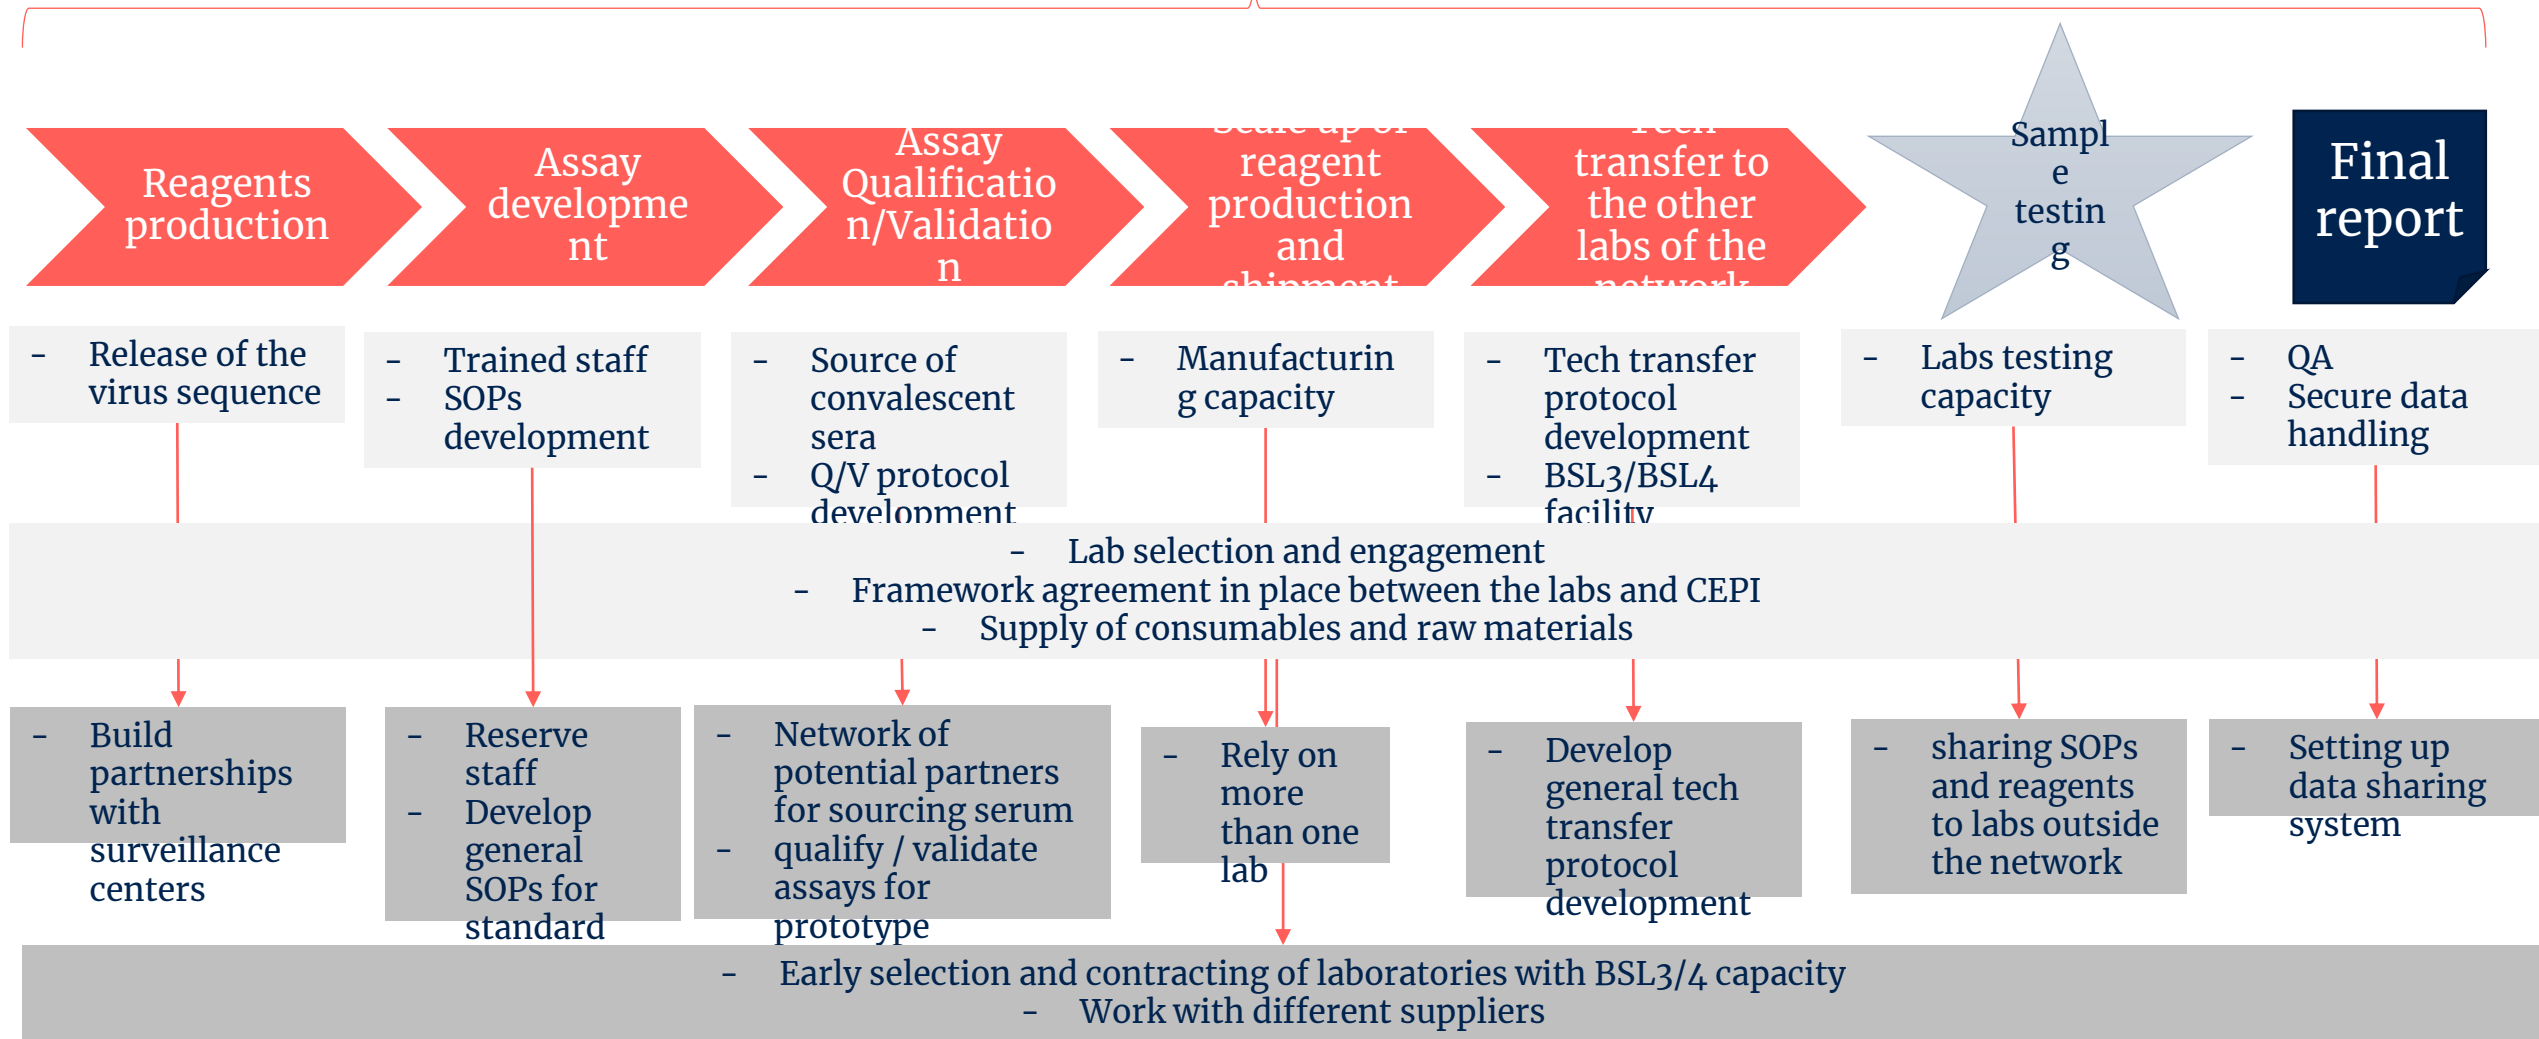 Reagents
production
Assay
developme
nt
Assay
Qualificatio
n/Validatio
n
Scale up of
reagent
production
and
shipment
Tech
transfer to
the other
labs of the
network
Sampl
e
testin
g
Final
report
- Release of the
virus sequence
- Trained staff
- SOPs
development
- Source of
convalescent
sera
- Q/V protocol
development
- Manufacturin
g capacity
- Tech transfer
protocol
development
- BSL3/BSL4
facility
- Labs testing
capacity
- QA
- Secure data
handling
- Lab selection and engagement
- Framework agreement in place between the labs and CEPI
- Supply of consumables and raw materials
- Build
partnerships
with
surveillance
centers
- Reserve
staff
- Develop
general
SOPs for
standard
- Network of
potential partners
for sourcing serum
- qualify / validate
assays for
prototype
- Rely on
more
than one
lab
- Develop
general tech
transfer
protocol
development
- sharing SOPs
and reagents
to labs outside
the network
- Setting up
data sharing
system
- Early selection and contracting of laboratories with BSL3/4 capacity
- Work with different suppliers